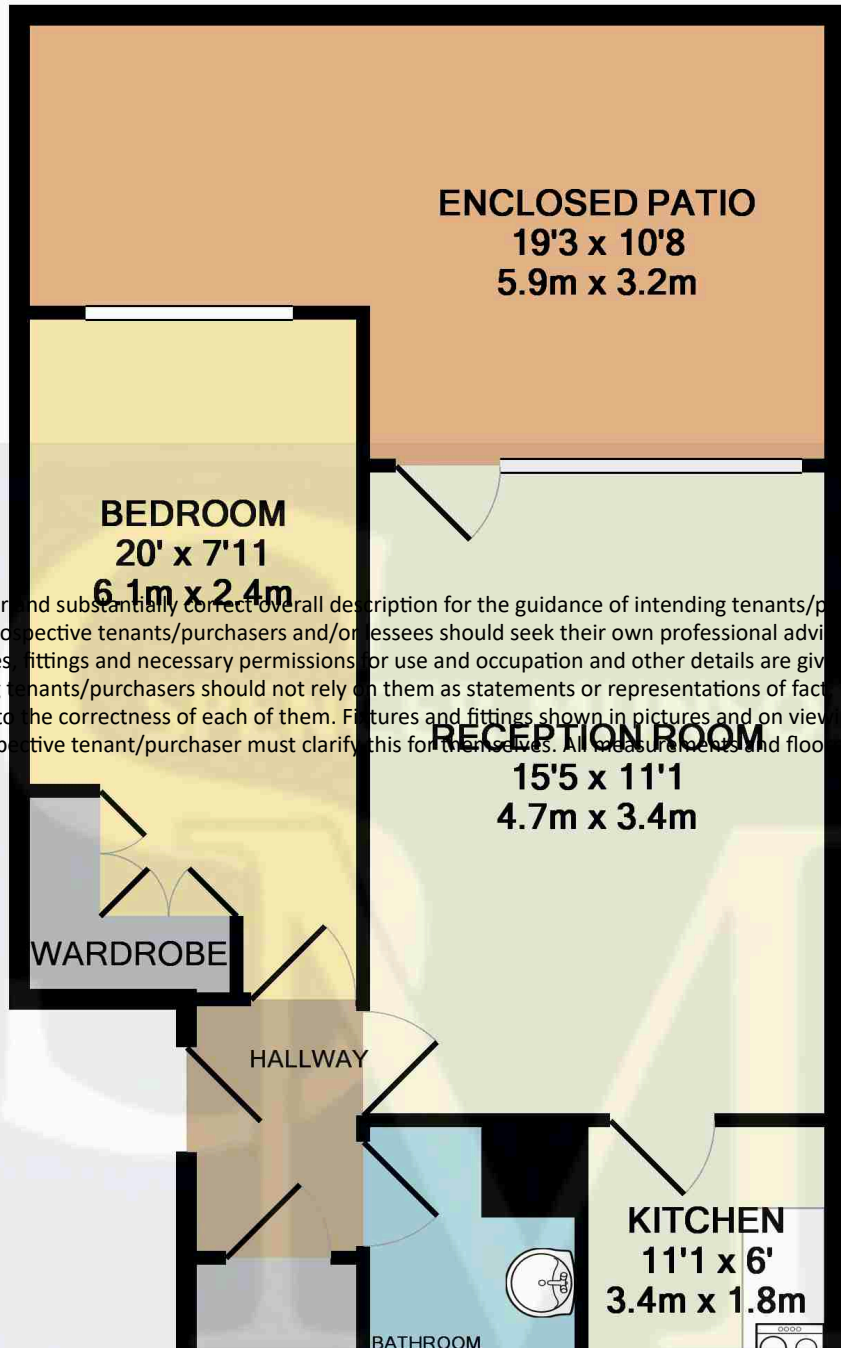 ENCLOSED PATIO
19'3 x 10'8
5.9m x 3.2m
BEDROOM
20' x 7'11
6.1m x 2.4m
and substantially correct overall description for the guidance of intending tenants/p
ospective tenants/purchasers and/or lessees should seek their own professional advi
s, fittings and necessary permissions for use and occupation and other details are giv
tenants/purchasers should not rely on them as statements or representations of fact,
to the correctness of each of them. Fixtures and fittings shown in pictures and on viewi
pective tenant/purchaser must clarify this for themselves. All measurements and floo
RECEPTION ROOM
15'5 x 11'1
4.7m x 3.4m
WARDROBE
HALLWAY
KITCHEN
11'1 x 6'
3.4m x 1.8m
BATHROOM